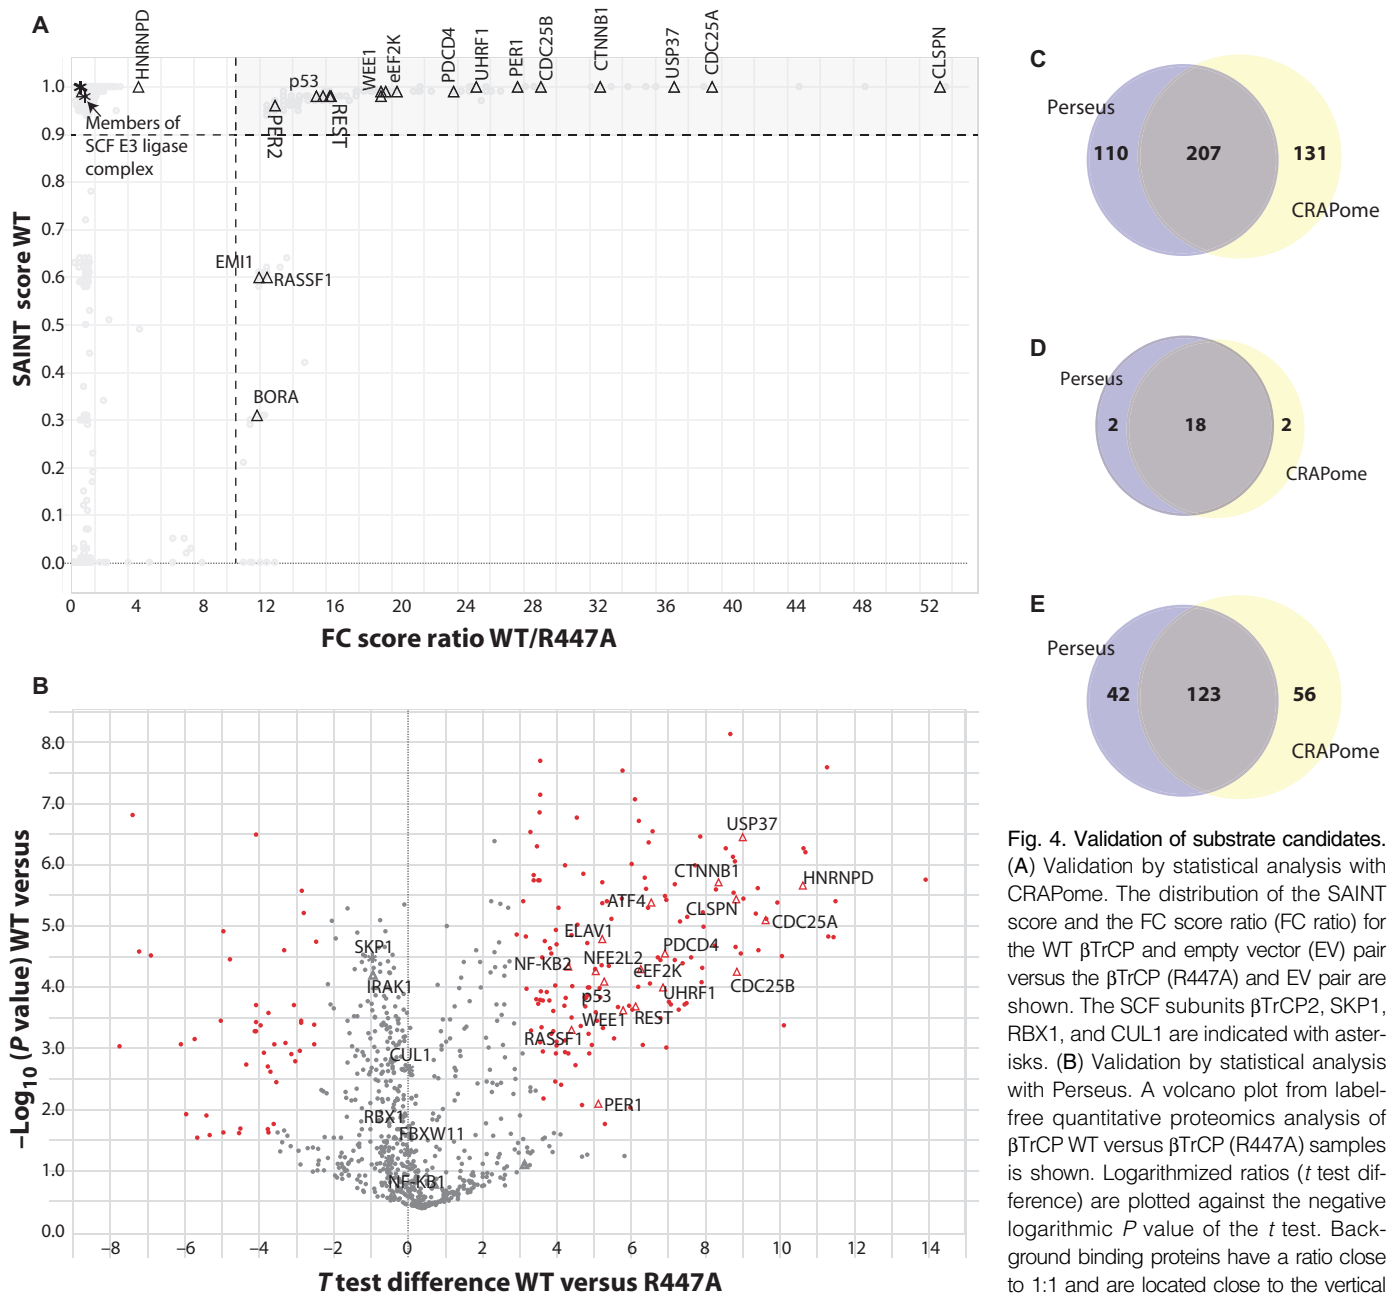 A
HNRNPD
p53
WEE1
eEF2K
PDCD4
UHRF1
PER1
CDC25B
CTNNB1
USP37
CDC25A
CLSPN
PER2
REST
Members of
SCF E3 ligase
complex
EMI1
RASSF1
BORA
1.0
0.9
0.8
0.7
0.6
0.5
0.4
0.3
0.2
0.1
0.0
SAINT score WT
0 4 8 12 16 20 24 28 32 36 40 44 48 52
FC score ratio WT/R447A
B
8.0
7.0
6.0
5.0
4.0
3.0
2.0
1.0
0.0
–Log10 (P value) WT versus
USP37
CTNNB1
HNRNPD
ATF4
CLSPN
CDC25A
ELAV1
SKP1
PDCD4
NF-KB2
NFE2L2
eEF2K
IRAK1
CDC25B
p53
UHRF1
WEE1
REST
RASSF1
CUL1
RBX1
PER1
FBXW11
NF-KB1
–8 –6 –4 –2 0 2 4 6 8 10 12 14
T test difference WT versus R447A
C
Perseus
110
207
131
CRAPome
D
Perseus
2
18
2
CRAPome
E
Perseus
42
123
56
CRAPome
Fig. 4. Validation of substrate candidates.
(A) Validation by statistical analysis with
CRAPome. The distribution of the SAINT
score and the FC score ratio (FC ratio) for
the WT βTrCP and empty vector (EV) pair
versus the βTrCP (R447A) and EV pair are
shown. The SCF subunits βTrCP2, SKP1,
RBX1, and CUL1 are indicated with aster-
isks. (B) Validation by statistical analysis
with Perseus. A volcano plot from label-
free quantitative proteomics analysis of
βTrCP WT versus βTrCP (R447A) samples
is shown. Logarithmized ratios (t test dif-
ference) are plotted against the negative
logarithmic P value of the t test. Back-
ground binding proteins have a ratio close
to 1:1 and are located close to the vertical